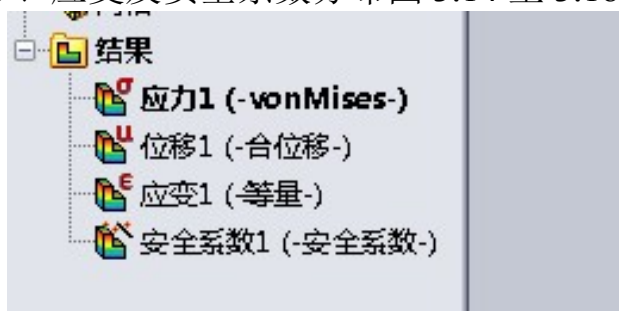 结果
应力1 (-vonMises-)
位移1 (-合位移-)
应变1 (-等量-)
安全系数1 (-安全系数-)